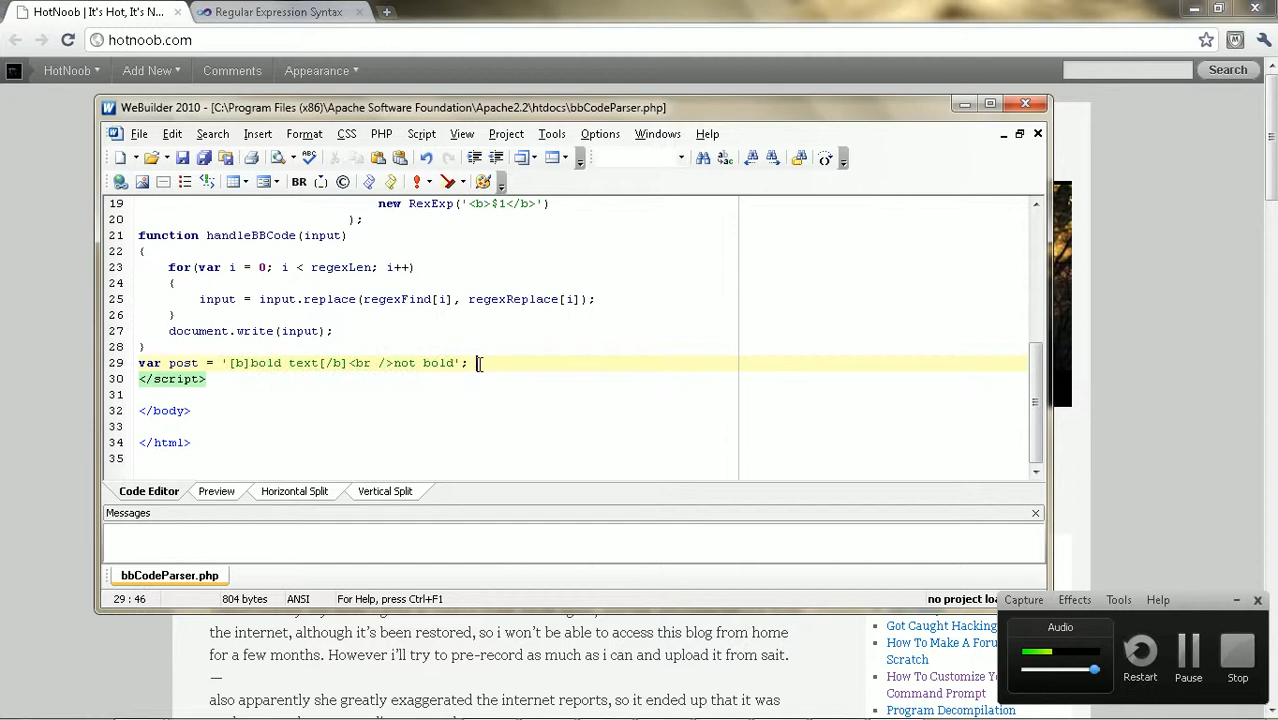 HotNoob | It's Hot, It's N...
Regular Expression Syntax
hotnoob.com
HotNoob
Add New
Comments
Appearance
Search
WeBuilder 2010 - [C:\Program Files (x86)\Apache Software Foundation\Apache2.2\htdocs\bbCodeParser.php]
File Edit Search Insert Format CSS PHP Script View Project Tools Options Windows Help
BR
19 new RexExp('<b>$1</b>')
20 );
21 function handleBBCode(input)
22 {
23 for(var i = 0; i < regexLen; i++)
24 {
25 input = input.replace(regexFind[i], regexReplace[i]);
26 }
27 document.write(input);
28 }
29 var post = '[b]bold text[/b]<br />not bold';
30 </script>
31
32 </body>
33
34 </html>
35
Code Editor Preview Horizontal Split Vertical Split
Messages
bbCodeParser.php
29 : 46 804 bytes ANSI For Help, press Ctrl+F1 no project loa
Capture Effects Tools Help
Audio
Restart Pause Stop
the internet, although it's been restored, so i won't be able to access this blog from home
for a few months. However i'll try to pre-record as much as i can and upload it from sait.
—
also apparently she greatly exaggerated the internet reports, so it ended up that it was
Got Caught Hacking
How To Make A Foru
Scratch
How To Customize Yo
Command Prompt
Program Decompilation